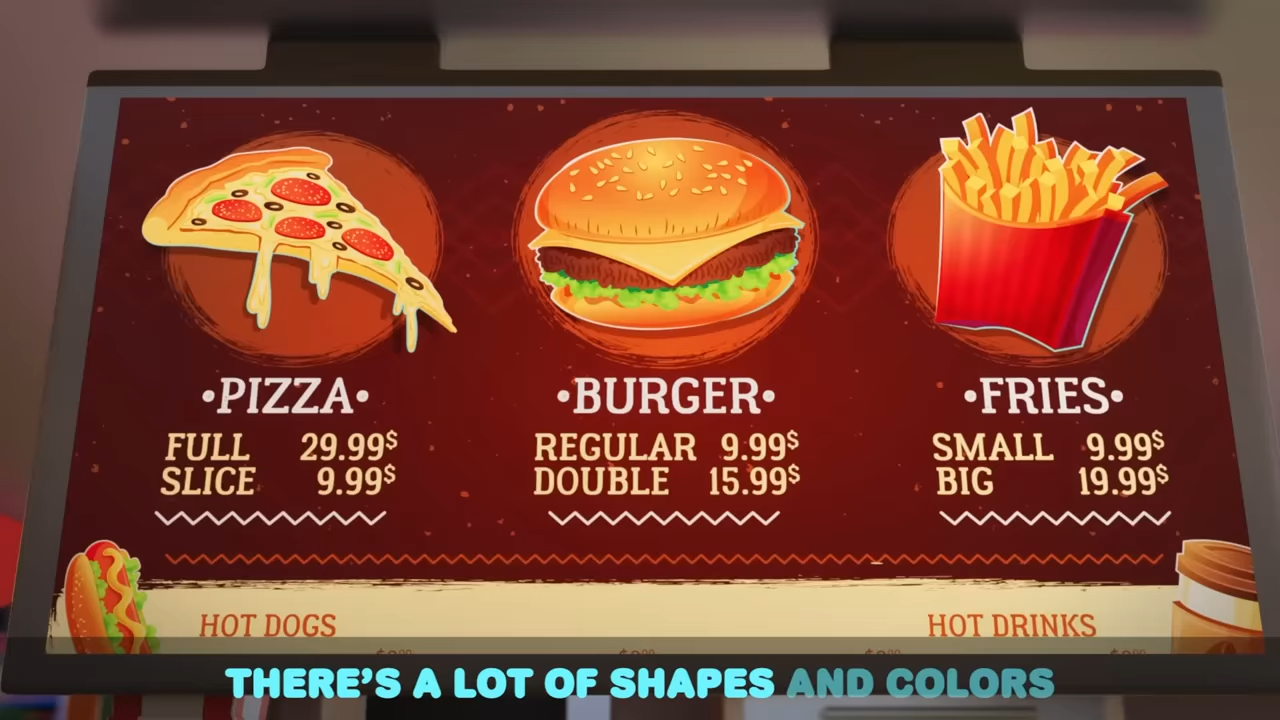 •PIZZA•
FULL 29.99$
SLICE 9.99$
•BURGER•
REGULAR 9.99$
DOUBLE 15.99$
•FRIES•
SMALL 9.99$
BIG 19.99$
HOT DOGS
HOT DRINKS
THERE'S A LOT OF SHAPES AND COLORS